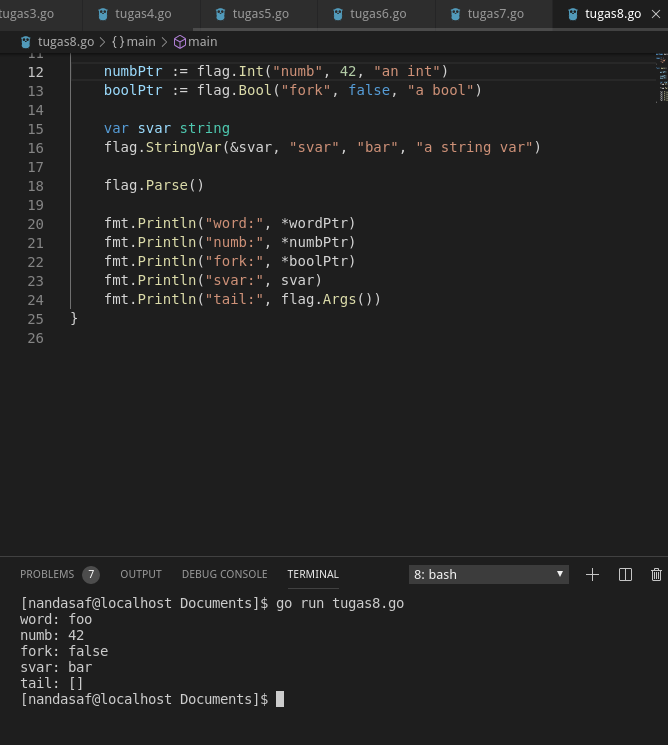 tugas3.go tugas4.go tugas5.go tugas6.go tugas7.go tugas8.go ×
tugas8.go > {} main > main
11
12 numbPtr := flag.Int("numb", 42, "an int")
13 boolPtr := flag.Bool("fork", false, "a bool")
14
15 var svar string
16 flag.StringVar(&svar, "svar", "bar", "a string var")
17
18 flag.Parse()
19
20 fmt.Println("word:", *wordPtr)
21 fmt.Println("numb:", *numbPtr)
22 fmt.Println("fork:", *boolPtr)
23 fmt.Println("svar:", svar)
24 fmt.Println("tail:", flag.Args())
25 }
26
PROBLEMS 7 OUTPUT DEBUG CONSOLE TERMINAL 8: bash
[nandasaf@localhost Documents]$ go run tugas8.go
word: foo
numb: 42
fork: false
svar: bar
tail: []
[nandasaf@localhost Documents]$